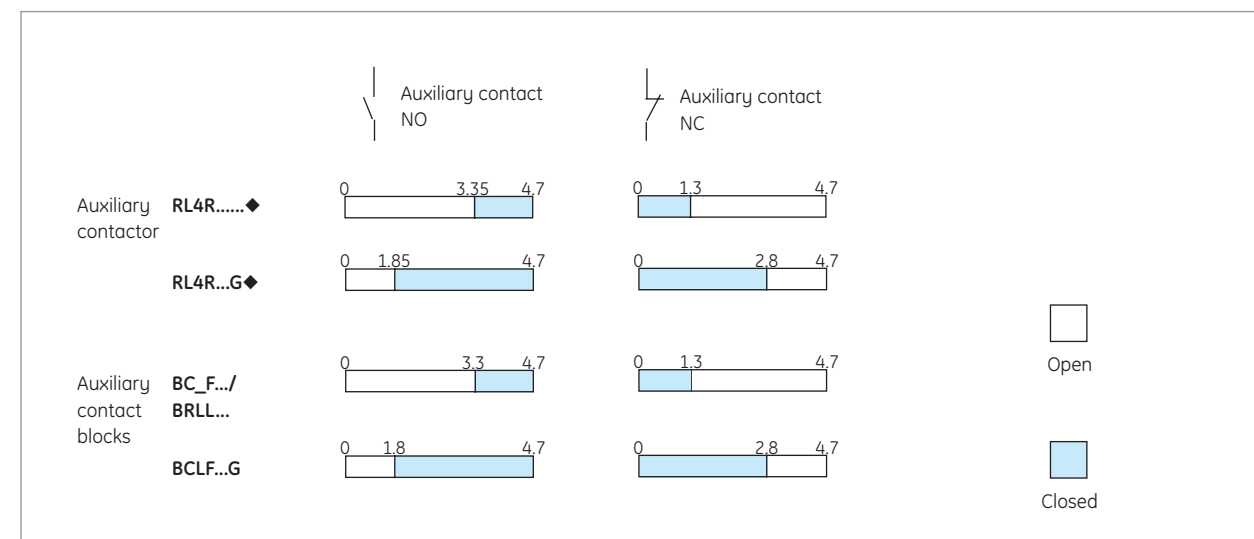 Auxiliary contact
NO
Auxiliary contact
NC
Auxiliary
contactor
RL4R......◆
0 3.35 4.7
0 1.3 4.7
RL4R...G◆
0 1.85 4.7
0 2.8 4.7
Auxiliary
contact
blocks
BC_F.../
BRLL...
0 3.3 4.7
0 1.3 4.7
BCLF...G
0 1.8 4.7
0 2.8 4.7
Open
Closed